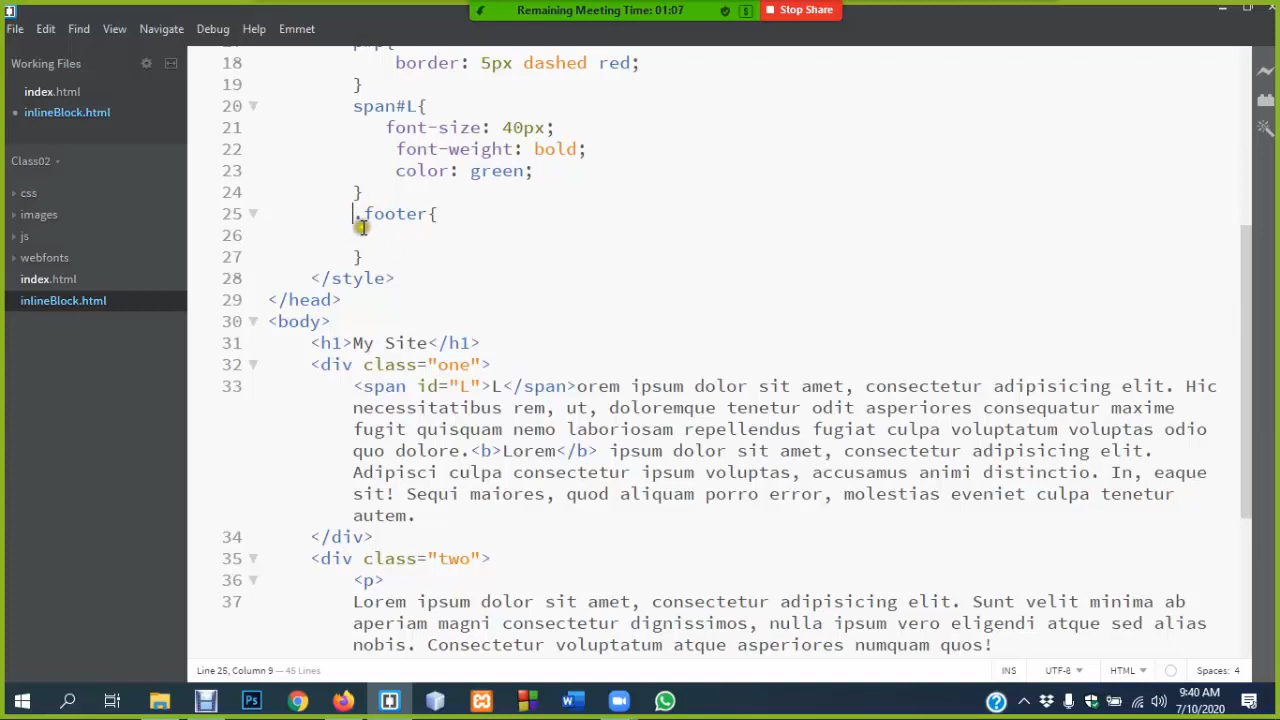 Remaining Meeting Time: 01:07
Stop Share
File Edit Find View Navigate Debug Help Emmet
Working Files
index.html
inlineBlock.html
Class02
css
images
js
webfonts
index.html
inlineBlock.html
18 border: 5px dashed red;
19 }
20 span#L{
21 font-size: 40px;
22 font-weight: bold;
23 color: green;
24 }
25 .footer{
26
27 }
28 </style>
29 </head>
30 <body>
31 <h1>My Site</h1>
32 <div class="one">
33 <span id="L">L</span>orem ipsum dolor sit amet, consectetur adipisicing elit. Hic
necessitatibus rem, ut, doloremque tenetur odit asperiores consequatur maxime
fugit quisquam nemo laboriosam repellendus fugiat culpa voluptatum voluptas odio
quo dolore.<b>Lorem</b> ipsum dolor sit amet, consectetur adipisicing elit.
Adipisci culpa consectetur ipsum voluptas, accusamus animi distinctio. In, eaque
sit! Sequi maiores, quod aliquam porro error, molestias eveniet culpa tenetur
autem.
34 </div>
35 <div class="two">
36 <p>
37 Lorem ipsum dolor sit amet, consectetur adipisicing elit. Sunt velit minima ab
aperiam magni consectetur dignissimos, nulla ipsum vero eligendi atque sed alias
nobis. Consectetur voluptatum atque asperiores numquam quos!
Line 25, Column 9 — 45 Lines
INS UTF-8 HTML Spaces: 4
9:40 AM
7/10/2020